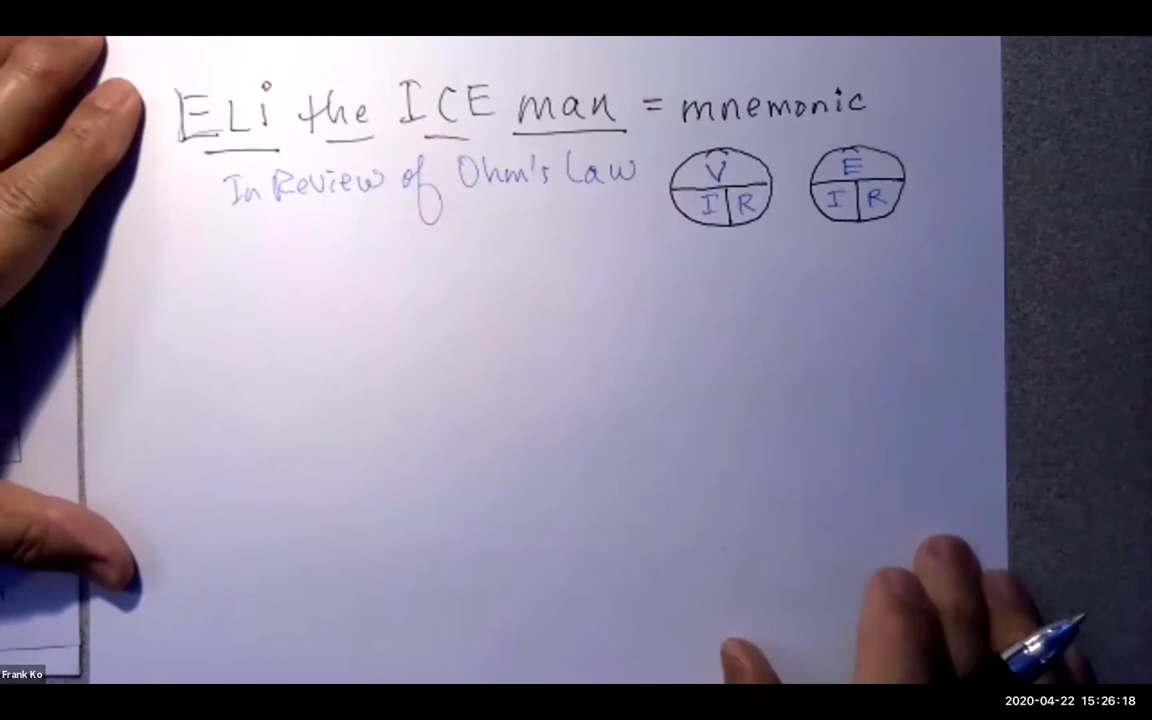 ELi the ICE man = mnemonic
In Review of Ohm's Law
V
I R
E
I R
Frank Ko
2020-04-22 15:26:18